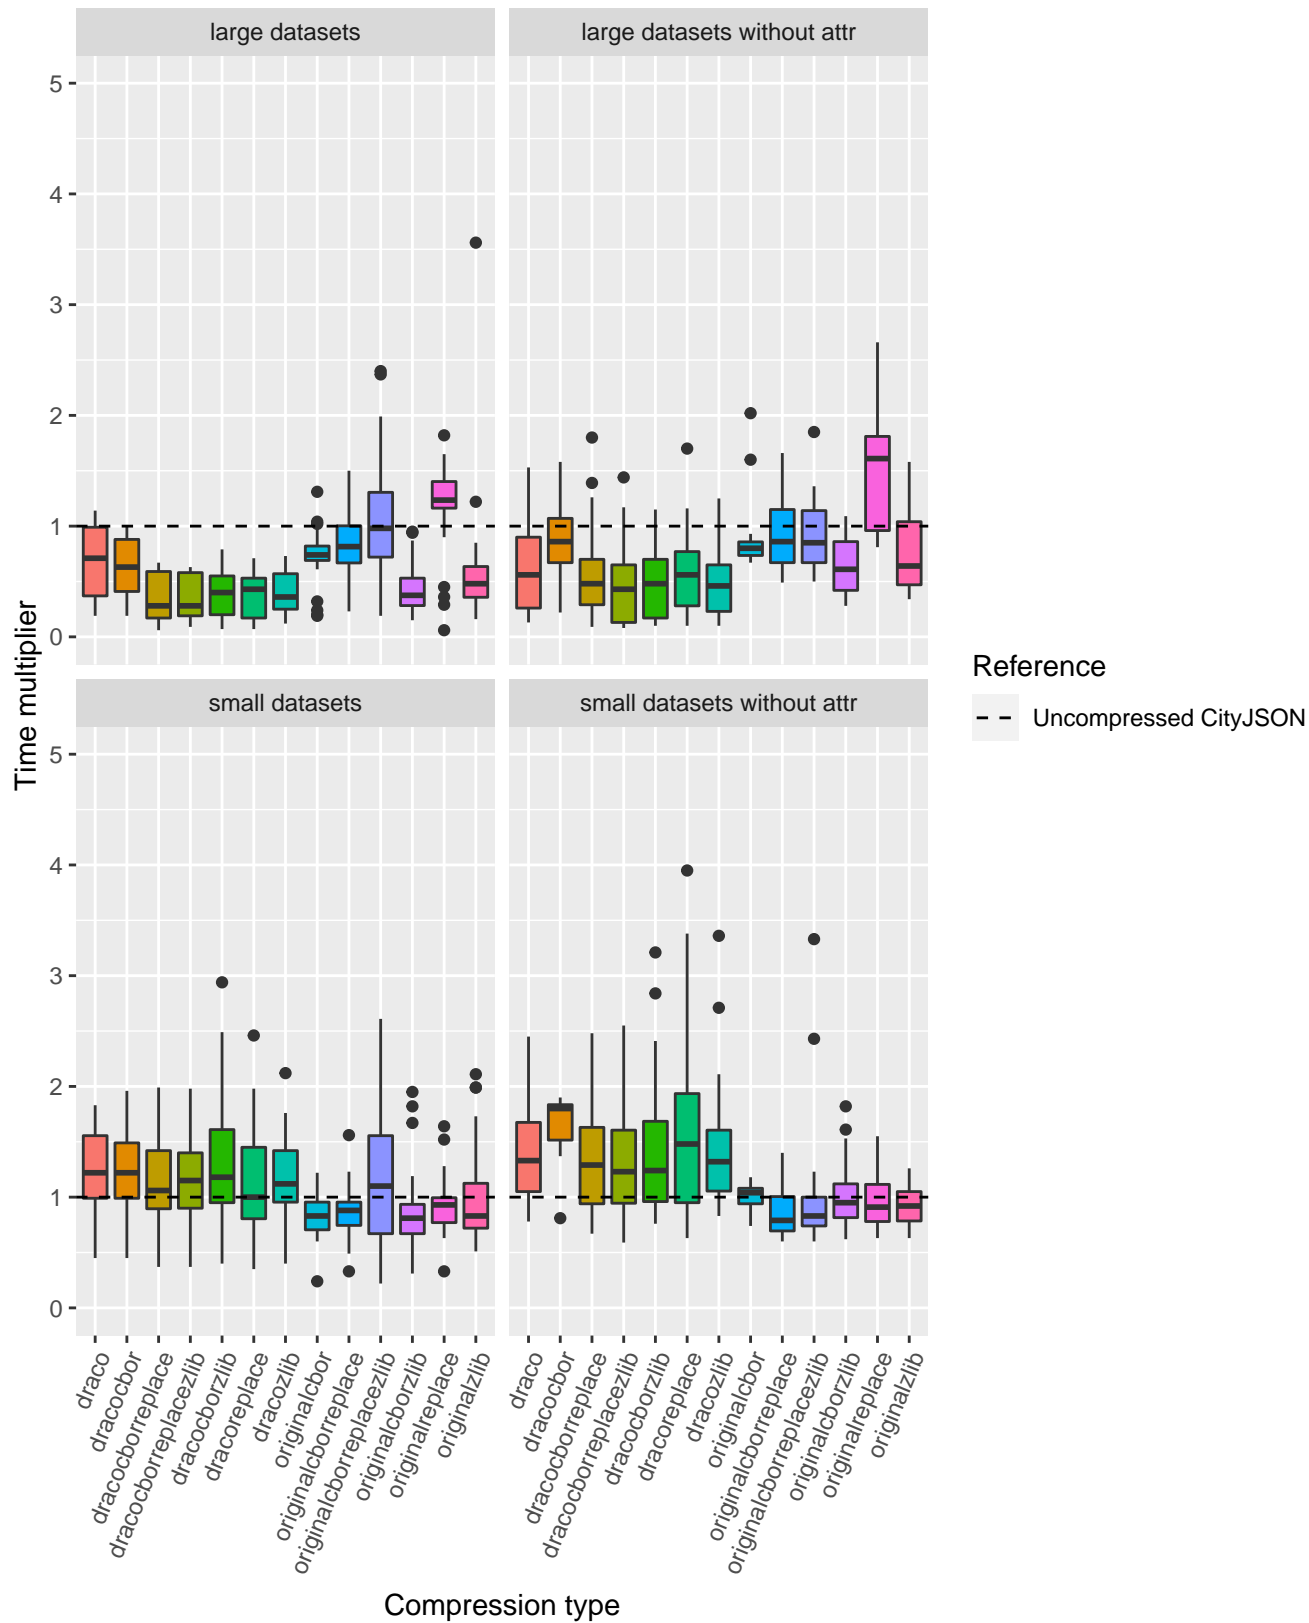 large datasets
large datasets without attr
5
4
3
2
1
0
small datasets
small datasets without attr
5
4
3
2
1
0
Time multiplier
draco
dracocbor
dracocborreplace
dracocborreplacezlib
dracocborzlib
dracoreplace
dracozlib
originalcbor
originalcborreplace
originalcborreplacezlib
originalcborzlib
originalreplace
originalzlib
draco
dracocbor
dracocborreplace
dracocborreplacezlib
dracocborzlib
dracoreplace
dracozlib
originalcbor
originalcborreplace
originalcborreplacezlib
originalcborzlib
originalreplace
originalzlib
Compression type
Reference
Uncompressed CityJSON